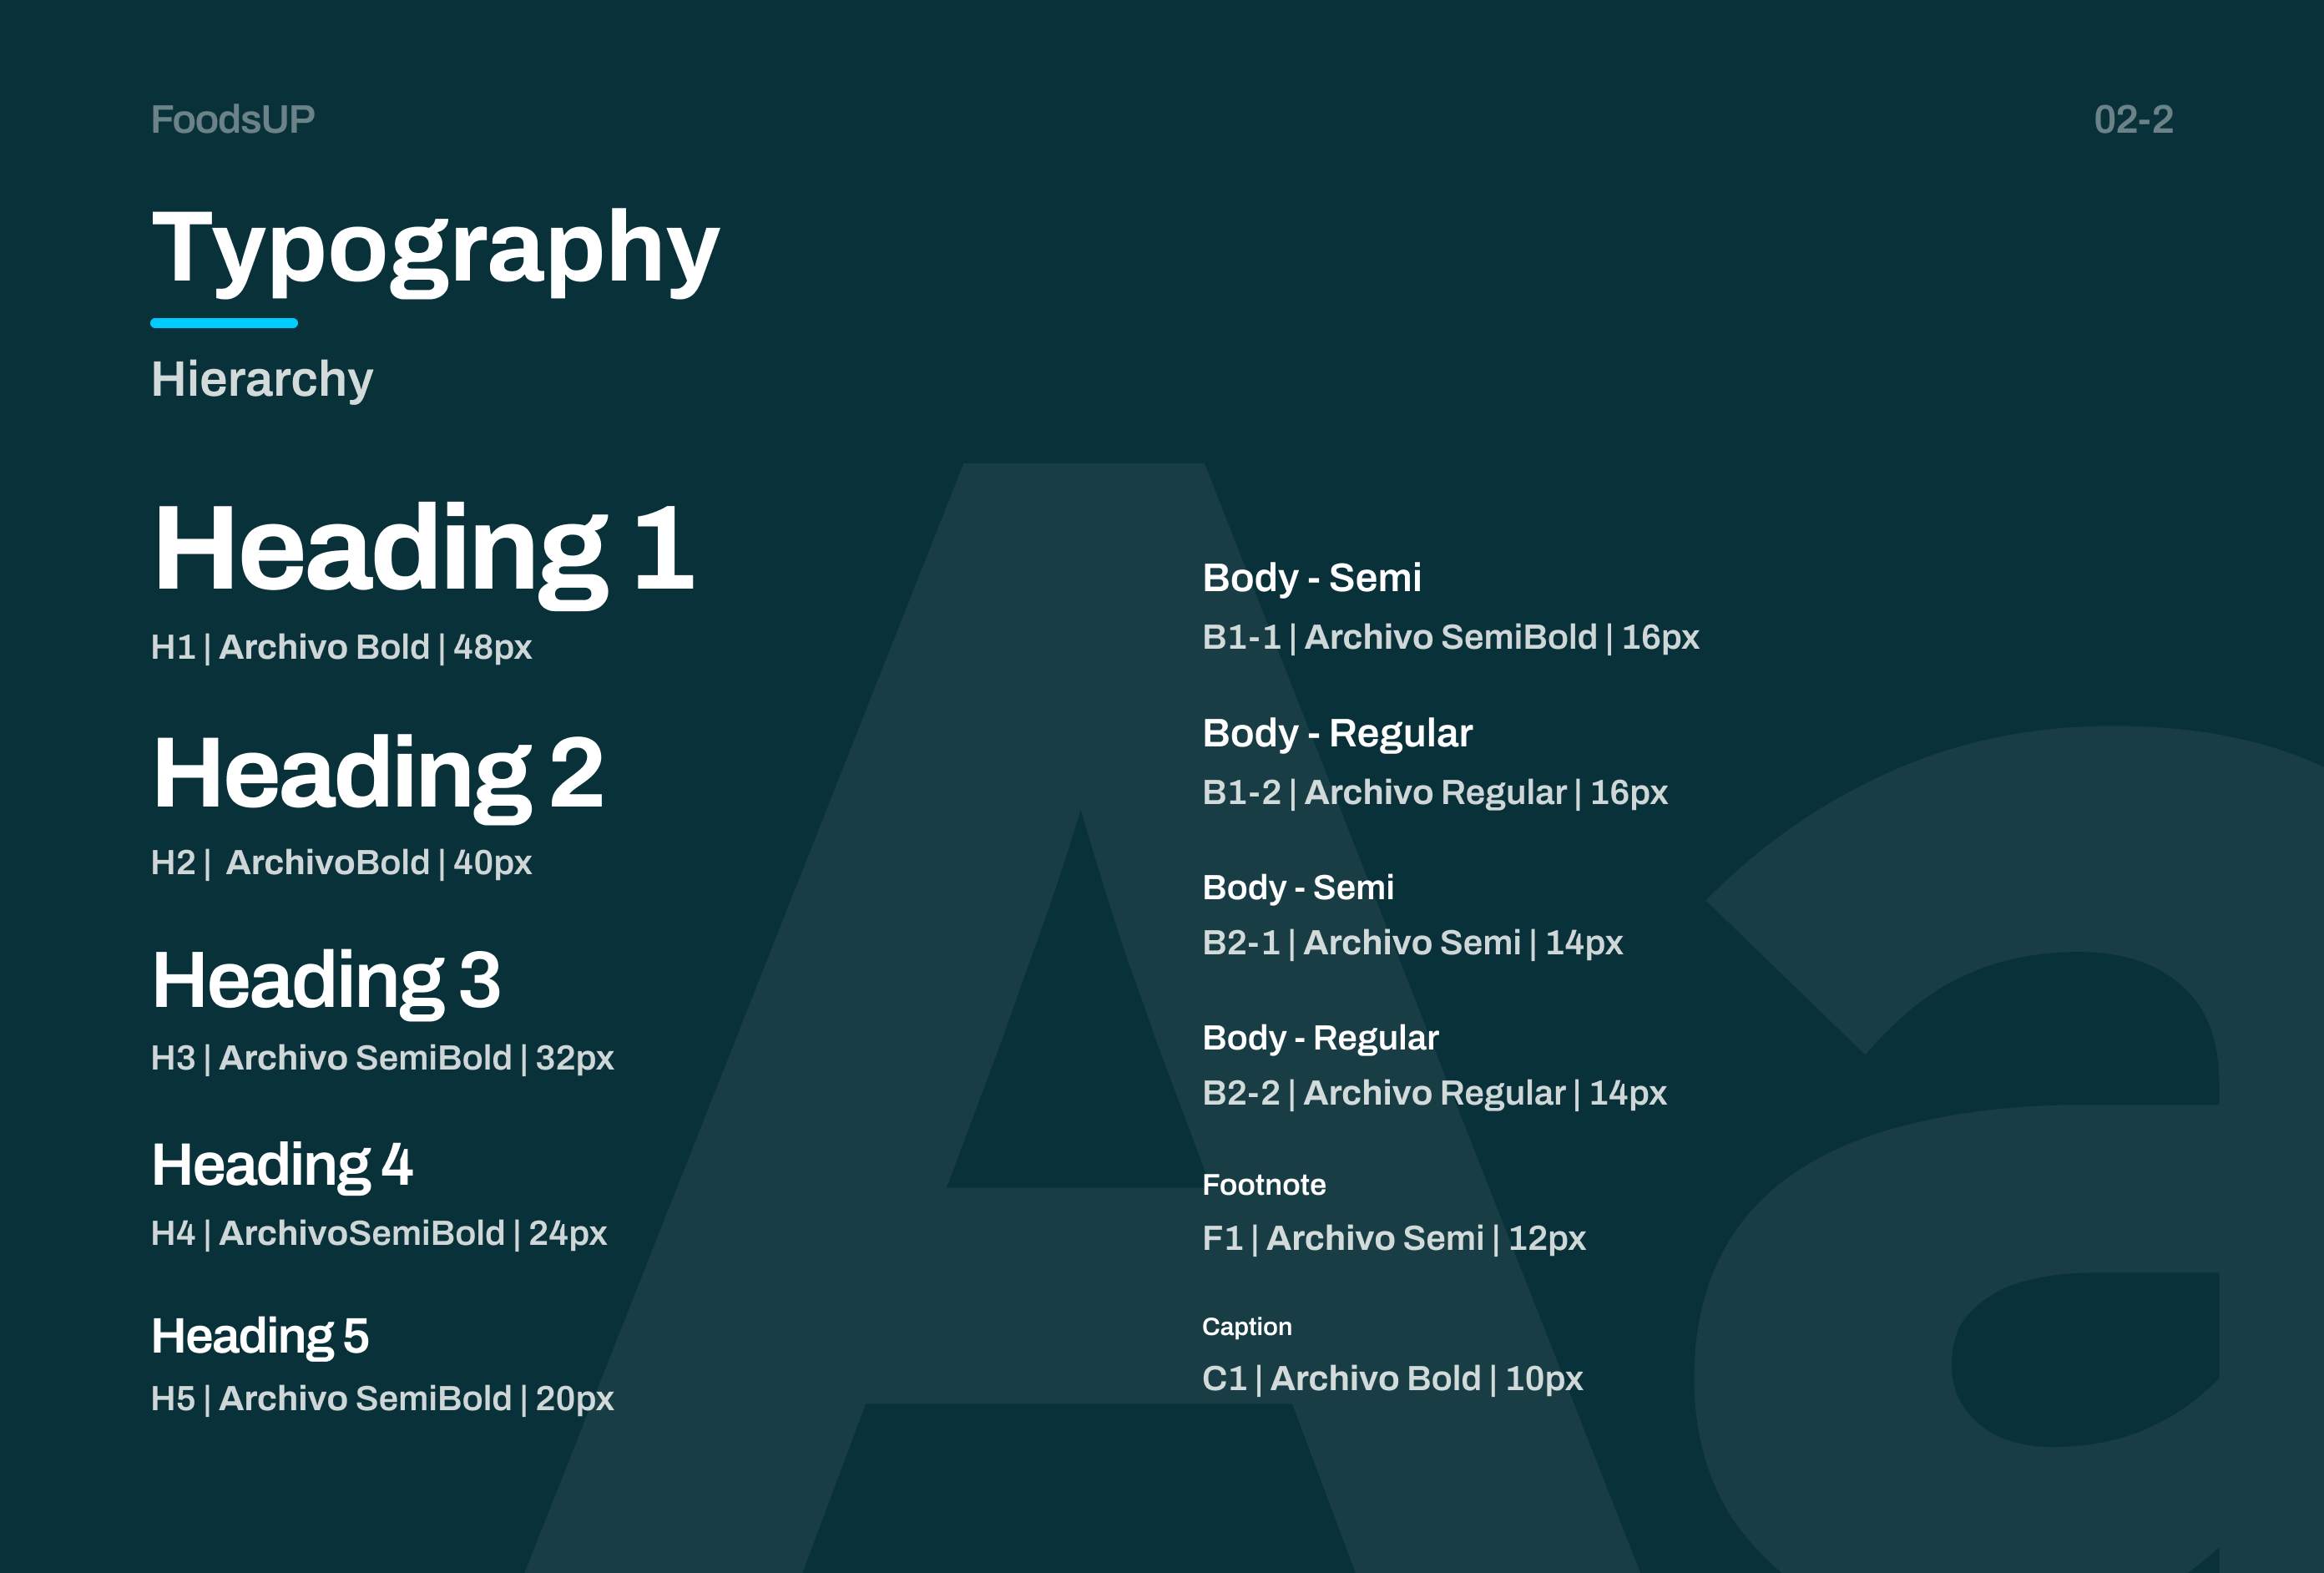 FoodsUP
02-2
Typography
Hierarchy
Heading 1
H1 | Archivo Bold | 48px
Heading 2
H2 |  ArchivoBold | 40px
Heading 3
H3 | Archivo SemiBold | 32px
Heading 4
H4 | ArchivoSemiBold | 24px
Heading 5
H5 | Archivo SemiBold | 20px
Body - Semi
B1-1 | Archivo SemiBold | 16px
Body - Regular
B1-2 | Archivo Regular | 16px
Body - Semi
B2-1 | Archivo Semi | 14px
Body - Regular
B2-2 | Archivo Regular | 14px
Footnote
F1 | Archivo Semi | 12px
Caption
C1 | Archivo Bold | 10px
Aa